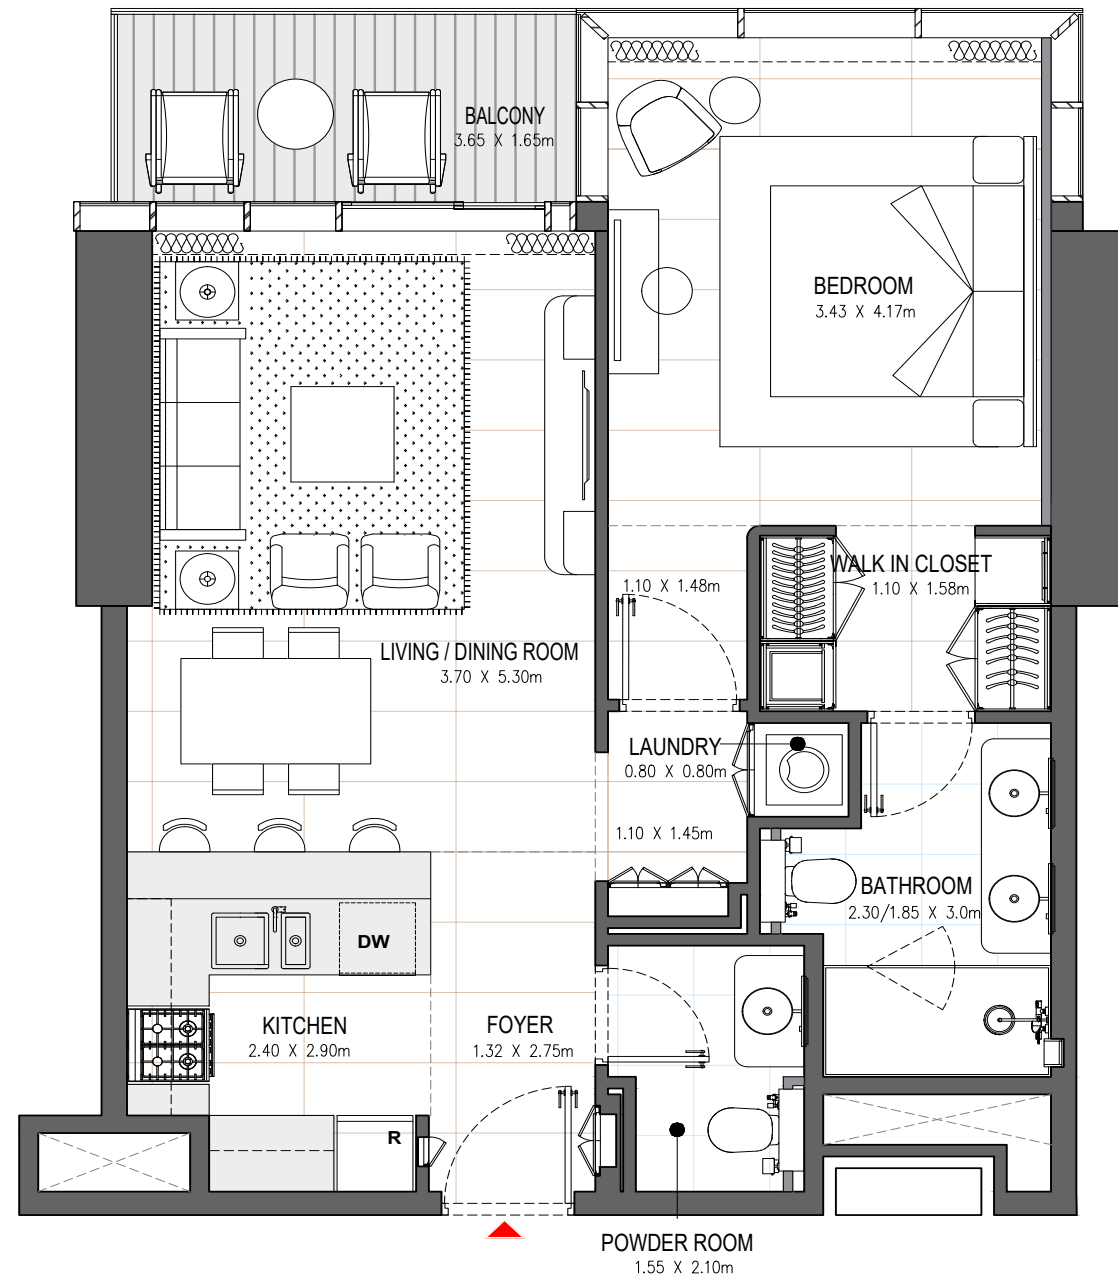 BALCONY
3.65 X 1.65m
BEDROOM
3.43 X 4.17m
WALK IN CLOSET
1.10 X 1.58m
1.10 X 1.48m
LIVING / DINING ROOM
3.70 X 5.30m
LAUNDRY
0.80 X 0.80m
1.10 X 1.45m
BATHROOM
2.30/1.85 X 3.0m
DW
KITCHEN
2.40 X 2.90m
FOYER
1.32 X 2.75m
R
POWDER ROOM
1.55 X 2.10m